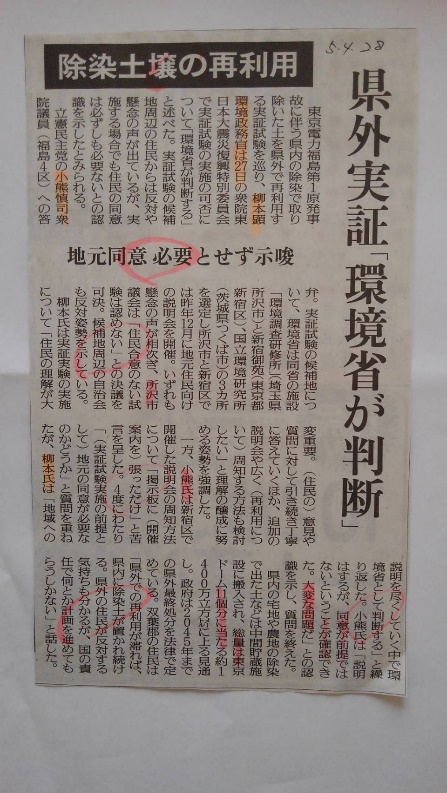 5.4.28
除染土壌の再利用
県外実証「環境省が判断」
地元同意 必要とせず示唆
東京電力福島第1原発事
故に伴う県内の除染で取り
除いた土を県外で再利用す
る実証試験を巡り、柳本顕
環境政務官は27日の衆院東
日本大震災復興特別委員会
で実証試験の実施の可否に
ついて「環境省が判断する」
と述べた。実証試験の候補
地周辺の住民からは反対や
懸念の声が出ているが、実
施する場合でも住民の同意
は必ずしも必要ないとの認
識を示したとみられる。
立憲民主党の小熊慎司衆
院議員(福島4区)への答
弁。実証試験の候補地につ
いて、環境省は同省の施設
「環境調査研修所」(埼玉県
所沢市)と新宿御苑(東京都
新宿区)、国立環境研究所
(茨城県つくば市)の3カ所
を選定し所沢市と新宿区で
は昨年12月に地元住民向け
の説明会を開催。いずれも
懸念の声が相次ぎ、所沢市
議会は「住民合意のない試
験は認めない」との決議を
可決。候補地周辺の自治会
も反対姿勢を示している。
柳本氏は実証実験の実施
について「住民の理解が大
変重要。(住民の)意見や
質問に対して引き続き丁寧
に答えていくほか、追加の
説明会や広く(再利用につ
いて)周知する方法も検討
したい」と理解の醸成に努
める姿勢を強調した。
一方、小熊氏は新宿区で
開催した説明会の周知方法
について「掲示板に(開催
案内を)張っただけ」と苦
言を呈した。4度にわたり
「(実証試験実施の前提と
して)地元の同意が必要な
のかどうか」と質問を重ね
たが、柳本氏は「地域への
説明を尽くしていく中で環
境省として判断する」と繰
り返した。小熊氏は「説明
はするが、同意が前提では
ないということが確認でき
た。大変な問題だ」との認
識を示し、質問を終えた。
県内の宅地や農地の除染
で出た土などは中間貯蔵施
設に搬入され、総量は東京
ドーム11個分に当たる約1
400万立方㍍に上る見通
し。政府は2045年まで
の県外最終処分を法律で定
めている。双葉郡の住民は
「県外での再利用が滞れば、
県内に除染土が置かれ続け
る。県外の住民が反対する
気持ちも分かるが、国の責
任で何とか計画を進めても
らうしかない」と話した。